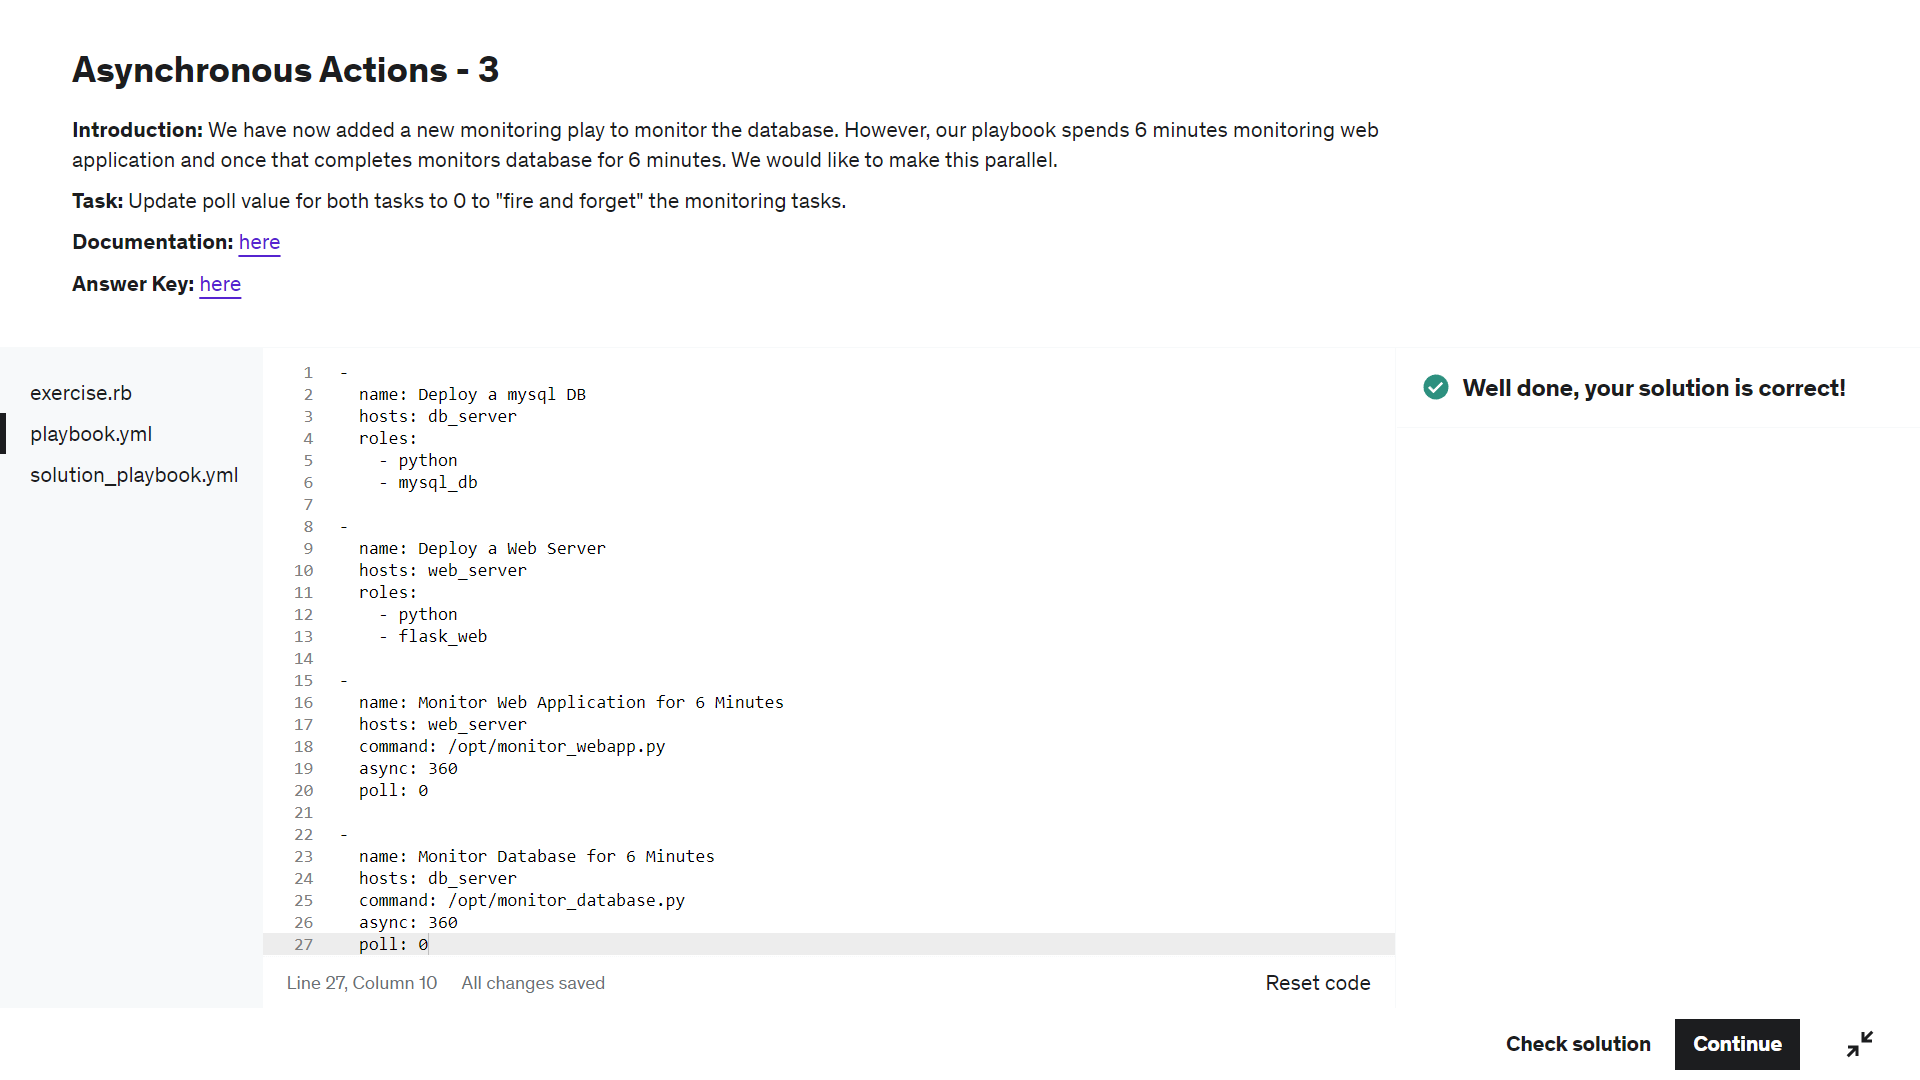 Asynchronous Actions - 3
Introduction: We have now added a new monitoring play to monitor the database. However, our playbook spends 6 minutes monitoring web
application and once that completes monitors database for 6 minutes. We would like to make this parallel.
Task: Update poll value for both tasks to 0 to "fire and forget" the monitoring tasks.
Documentation: here
Answer Key: here
exercise.rb
playbook.yml
solution_playbook.yml
1 -
2   name: Deploy a mysql DB
3   hosts: db_server
4   roles:
5     - python
6     - mysql_db
7
8 -
9   name: Deploy a Web Server
10   hosts: web_server
11   roles:
12     - python
13     - flask_web
14
15 -
16   name: Monitor Web Application for 6 Minutes
17   hosts: web_server
18   command: /opt/monitor_webapp.py
19   async: 360
20   poll: 0
21
22 -
23   name: Monitor Database for 6 Minutes
24   hosts: db_server
25   command: /opt/monitor_database.py
26   async: 360
27   poll: 0
Line 27, Column 10 All changes saved
Reset code
Well done, your solution is correct!
Check solution
Continue